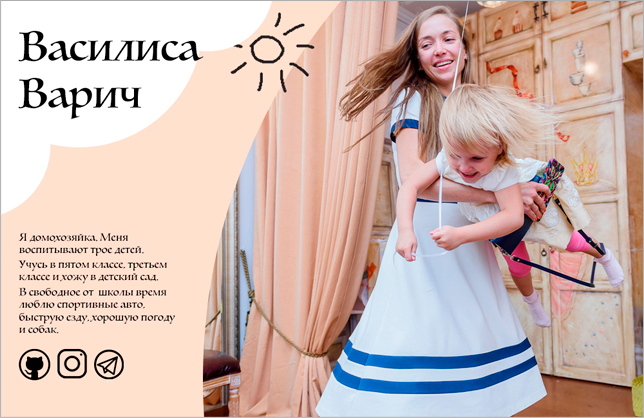 Василиса
Варич
Я домохозяйка. Меня
воспитывают трое детей.
Учусь в пятом классе, третьем
классе и хожу в детский сад.
В свободное от школы время
люблю спортивные авто,
быструю езду, хорошую погоду
и собак.